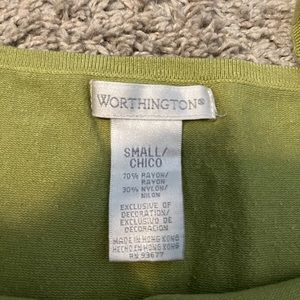 WORTHINGTON®
SMALL/
CHICO
70% RAYON/
RAYON
30% NYLON/
NILON
EXCLUSIVE OF
DECORATION/
EXCLUSIVO DE
DECORACION
MADE IN HONG KONG
HECHO EN HONG KONG
RN 93677